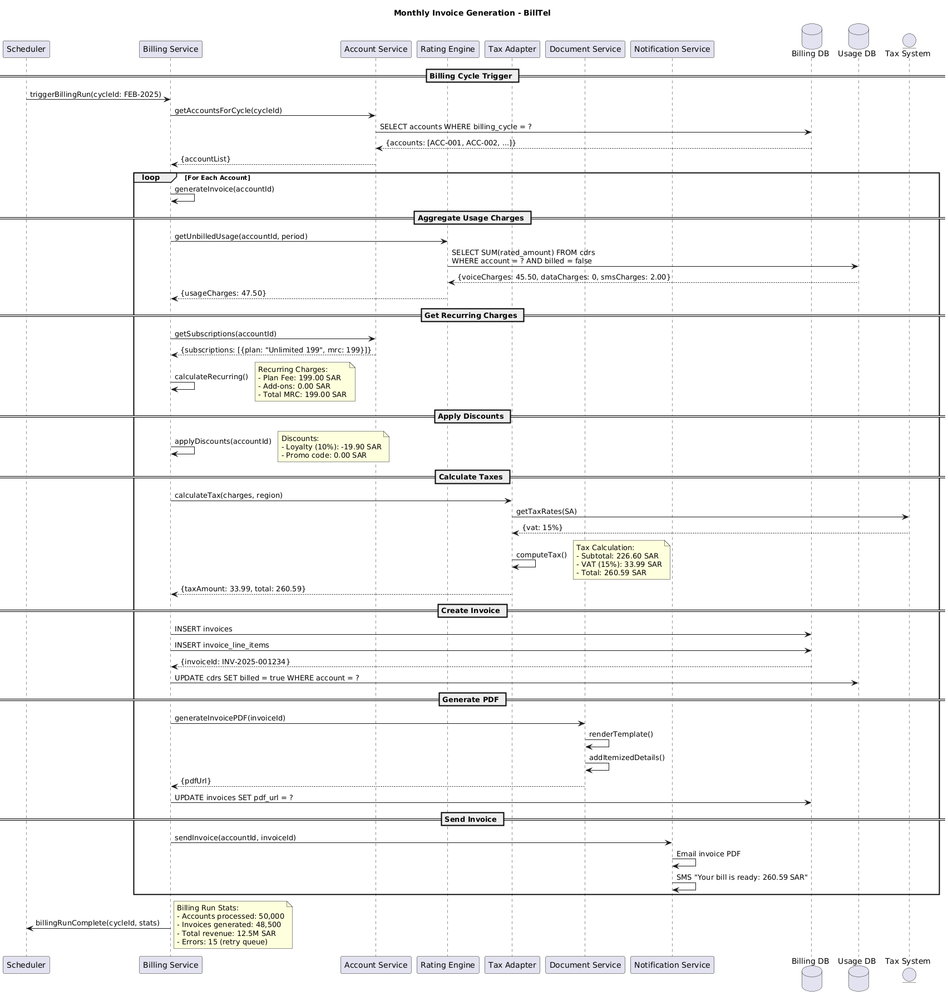 Monthly Invoice Generation - BillTel
Scheduler
Billing Service
Account Service
Rating Engine
Tax Adapter
Document Service
Notification Service
Billing DB
Usage DB
Tax System
Billing Cycle Trigger
triggerBillingRun(cycleId: FEB-2025)
getAccountsForCycle(cycleId)
SELECT accounts WHERE billing_cycle = ?
{accounts: [ACC-001, ACC-002, ...]}
{accountList}
loop
[For Each Account]
generateInvoice(accountId)
Aggregate Usage Charges
getUnbilledUsage(accountId, period)
SELECT SUM(rated_amount) FROM cdrs
WHERE account = ? AND billed = false
{voiceCharges: 45.50, dataCharges: 0, smsCharges: 2.00}
{usageCharges: 47.50}
Get Recurring Charges
getSubscriptions(accountId)
{subscriptions: [{plan: "Unlimited 199", mrc: 199}]}
calculateRecurring()
Recurring Charges:
- Plan Fee: 199.00 SAR
- Add-ons: 0.00 SAR
- Total MRC: 199.00 SAR
Apply Discounts
applyDiscounts(accountId)
Discounts:
- Loyalty (10%): -19.90 SAR
- Promo code: 0.00 SAR
Calculate Taxes
calculateTax(charges, region)
getTaxRates(SA)
{vat: 15%}
computeTax()
Tax Calculation:
- Subtotal: 226.60 SAR
- VAT (15%): 33.99 SAR
- Total: 260.59 SAR
{taxAmount: 33.99, total: 260.59}
Create Invoice
INSERT invoices
INSERT invoice_line_items
{invoiceId: INV-2025-001234}
UPDATE cdrs SET billed = true WHERE account = ?
Generate PDF
generateInvoicePDF(invoiceId)
renderTemplate()
addItemizedDetails()
{pdfUrl}
UPDATE invoices SET pdf_url = ?
Send Invoice
sendInvoice(accountId, invoiceId)
Email invoice PDF
SMS "Your bill is ready: 260.59 SAR"
billingRunComplete(cycleId, stats)
Billing Run Stats:
- Accounts processed: 50,000
- Invoices generated: 48,500
- Total revenue: 12.5M SAR
- Errors: 15 (retry queue)
Scheduler
Billing Service
Account Service
Rating Engine
Tax Adapter
Document Service
Notification Service
Billing DB
Usage DB
Tax System